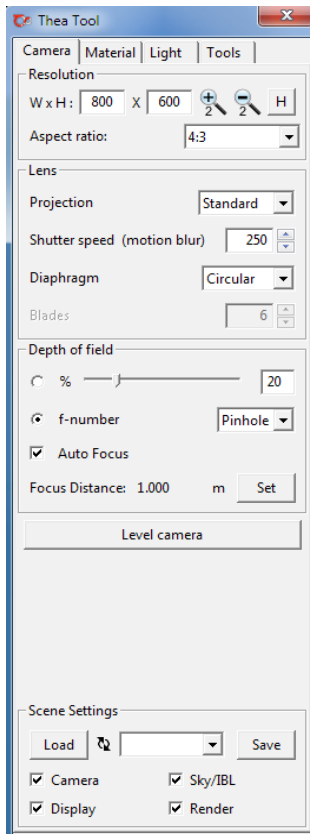 Thea Tool
Camera Material Light Tools
Resolution
W x H : 800 X 600 2 2 H
Aspect ratio: 4:3
Lens
Projection Standard
Shutter speed (motion blur) 250
Diaphragm Circular
Blades 6
Depth of field
% 20
f-number Pinhole
Auto Focus
Focus Distance: 1.000 m Set
Level camera
Scene Settings
Load Save
Camera Sky/IBL
Display Render